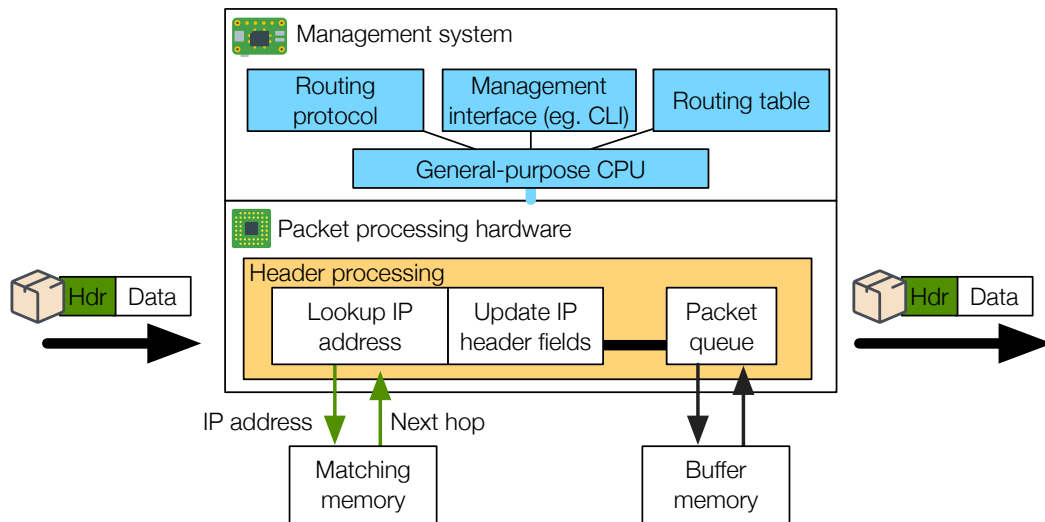 Management system
Routing
protocol
Management
interface (eg. CLI)
Routing table
General-purpose CPU
Packet processing hardware
Header processing
Hdr
Data
Lookup IP
address
Update IP
header fields
Packet
queue
Hdr
Data
IP address
Next hop
Matching
memory
Buffer
memory